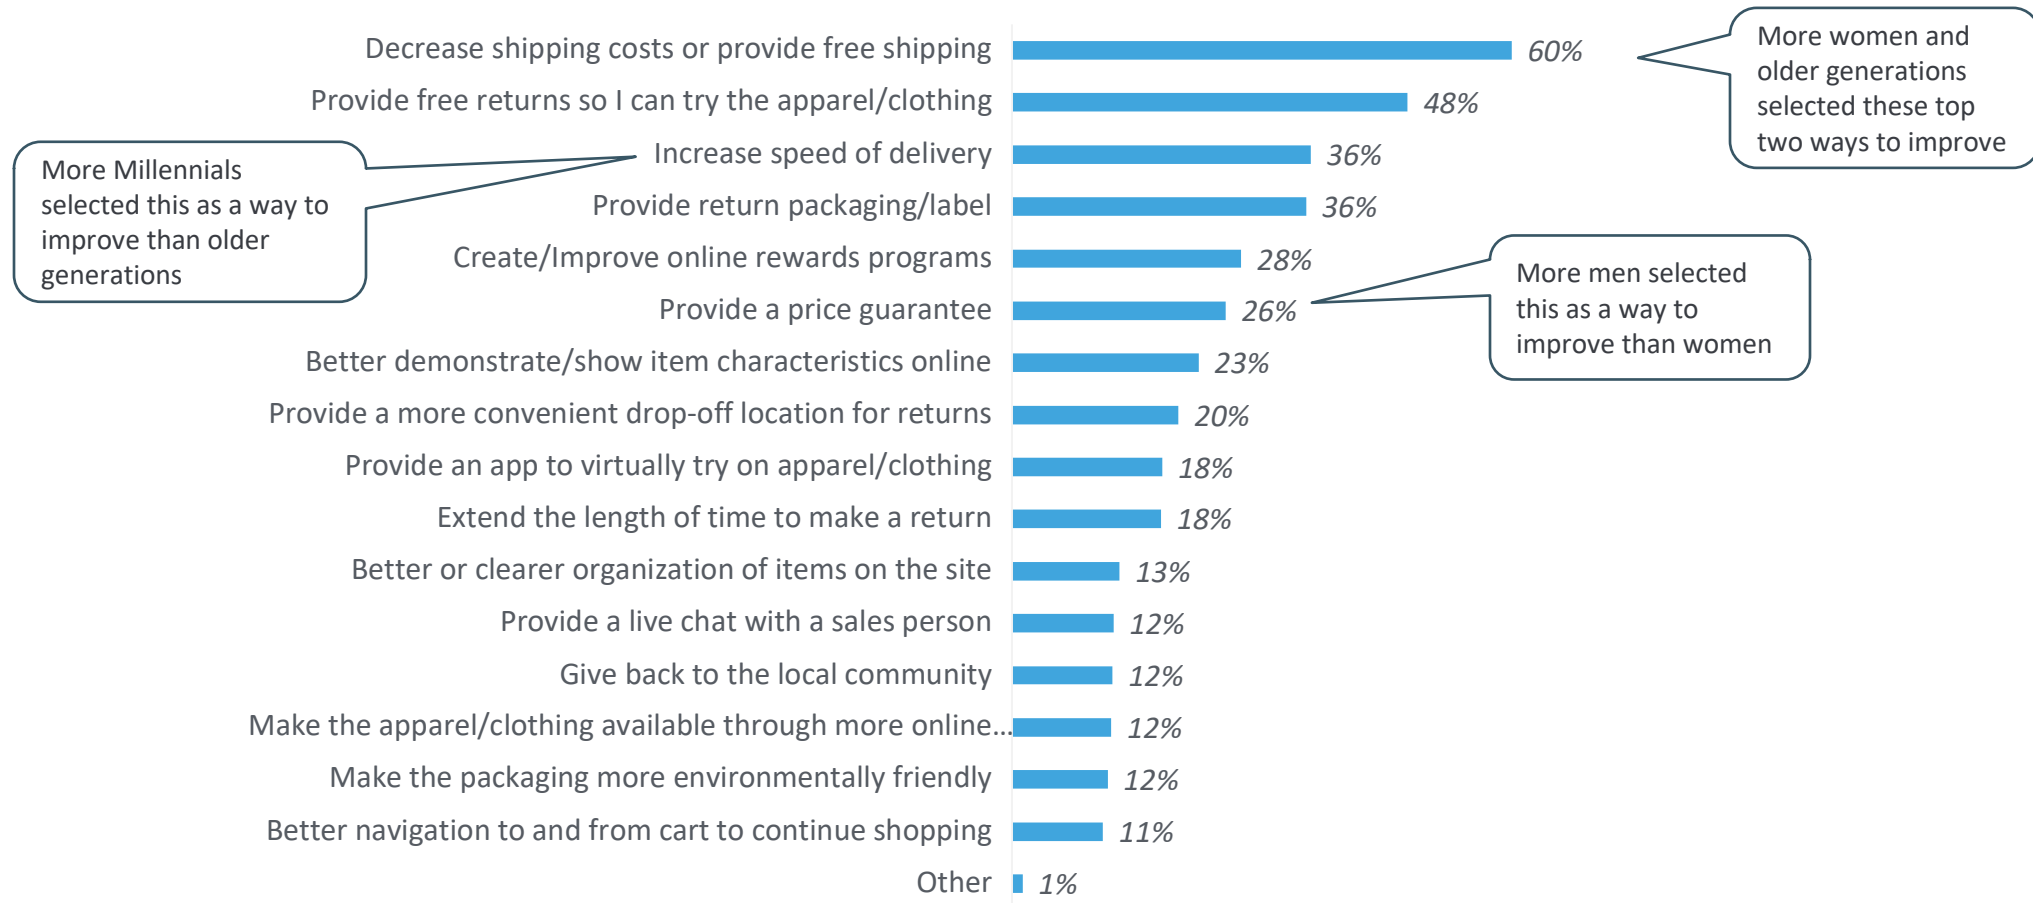 Decrease shipping costs or provide free shipping 60%
Provide free returns so I can try the apparel/clothing 48%
Increase speed of delivery 36%
Provide return packaging/label 36%
Create/Improve online rewards programs 28%
Provide a price guarantee 26%
Better demonstrate/show item characteristics online 23%
Provide a more convenient drop-off location for returns 20%
Provide an app to virtually try on apparel/clothing 18%
Extend the length of time to make a return 18%
Better or clearer organization of items on the site 13%
Provide a live chat with a sales person 12%
Give back to the local community 12%
Make the apparel/clothing available through more online... 12%
Make the packaging more environmentally friendly 12%
Better navigation to and from cart to continue shopping 11%
Other 1%
More women and
older generations
selected these top
two ways to improve
More Millennials
selected this as a way to
improve than older
generations
More men selected
this as a way to
improve than women